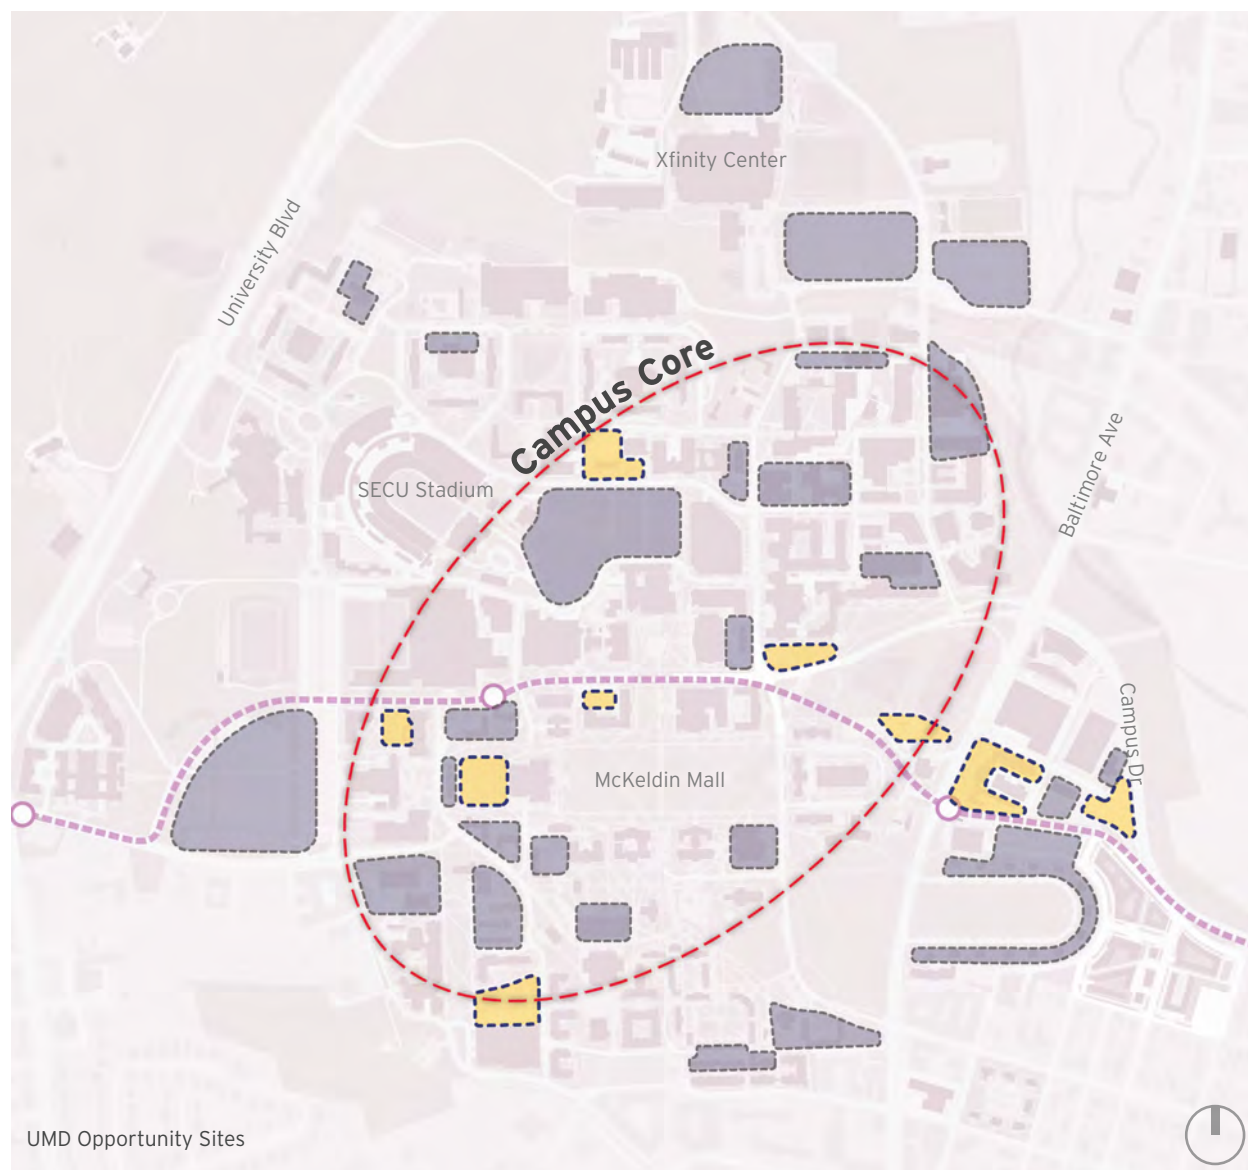 Xfinity Center
University Blvd
Campus Core
SECU Stadium
Baltimore Ave
Campus Dr
McKeldin Mall
UMD Opportunity Sites